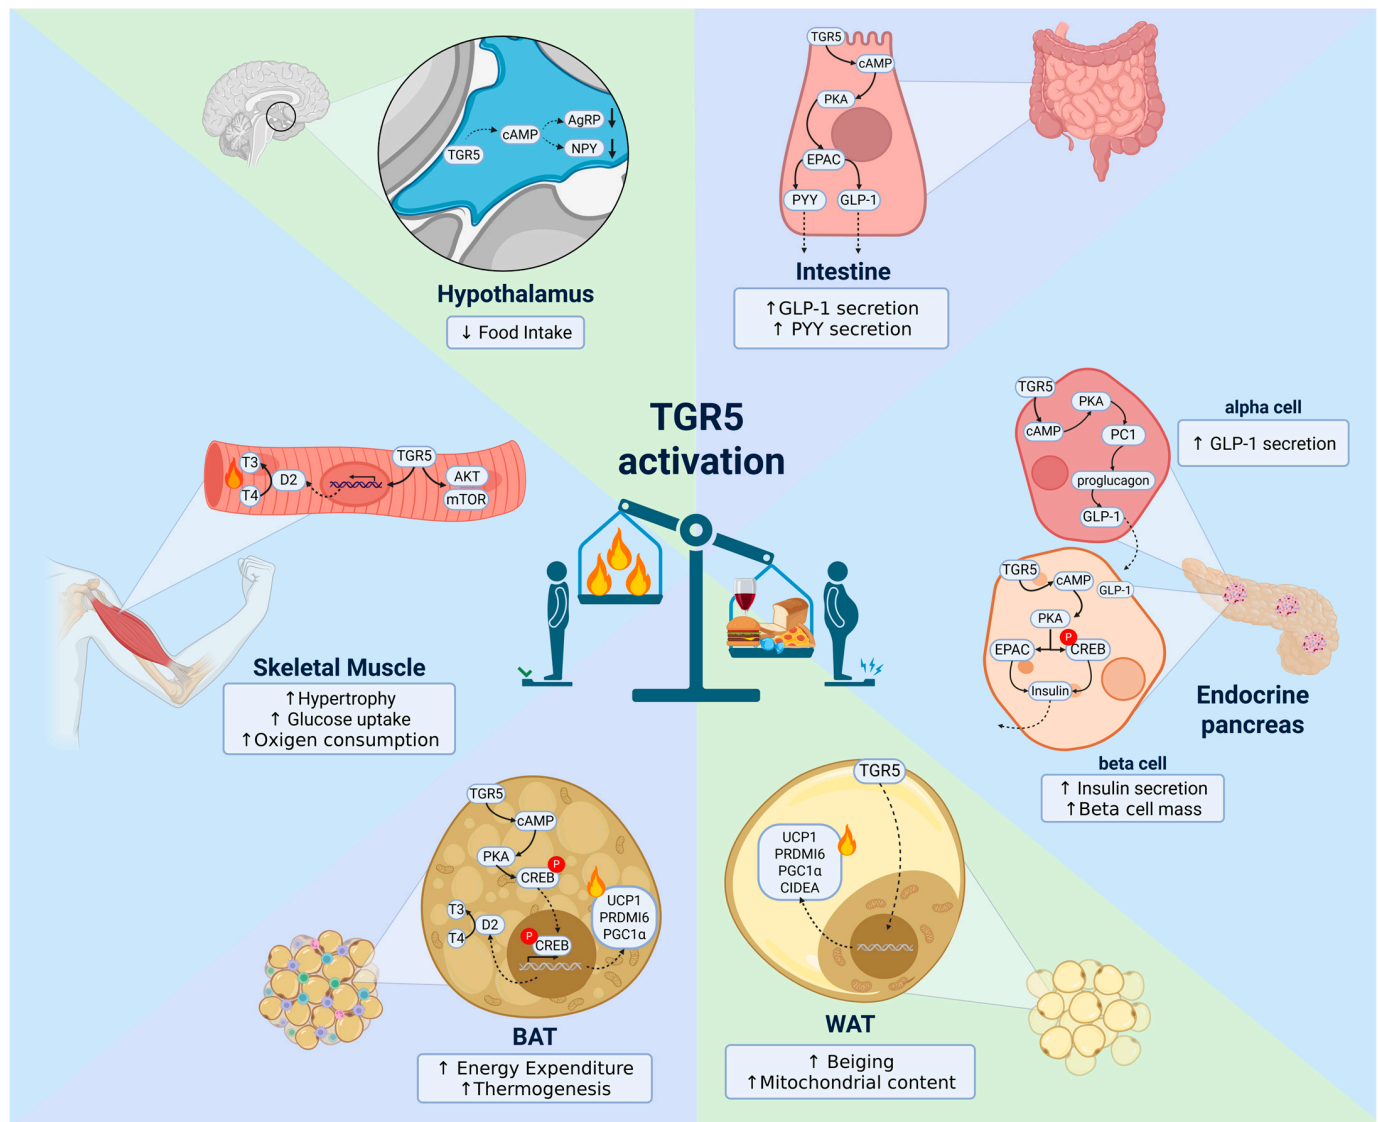 TGR5
cAMP
AgRP
NPY
Hypothalamus
↓ Food Intake
TGR5
cAMP
PKA
EPAC
PYY
GLP-1
Intestine
↑GLP-1 secretion
↑ PYY secretion
TGR5
activation
T3
T4
D2
TGR5
AKT
mTOR
Skeletal Muscle
↑Hypertrophy
↑ Glucose uptake
↑Oxigen consumption
TGR5
cAMP
PKA
PC1
proglucagon
GLP-1
alpha cell
↑ GLP-1 secretion
TGR5
cAMP
GLP-1
PKA
P
EPAC
CREB
Insulin
Endocrine
pancreas
beta cell
↑ Insulin secretion
↑Beta cell mass
TGR5
cAMP
PKA
P
CREB
T3
T4
D2
P
CREB
UCP1
PRDMI6
PGC1α
BAT
↑ Energy Expenditure
↑Thermogenesis
TGR5
UCP1
PRDMI6
PGC1α
CIDEA
WAT
↑ Beiging
↑Mitochondrial content